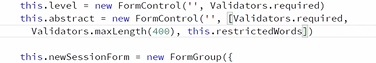 this.level = new FormControl('', Validators.required)
this.abstract = new FormControl('', [Validators.required,
Validators.maxLength(400), this.restrictedWords])
this.newSessionForm = new FormGroup({